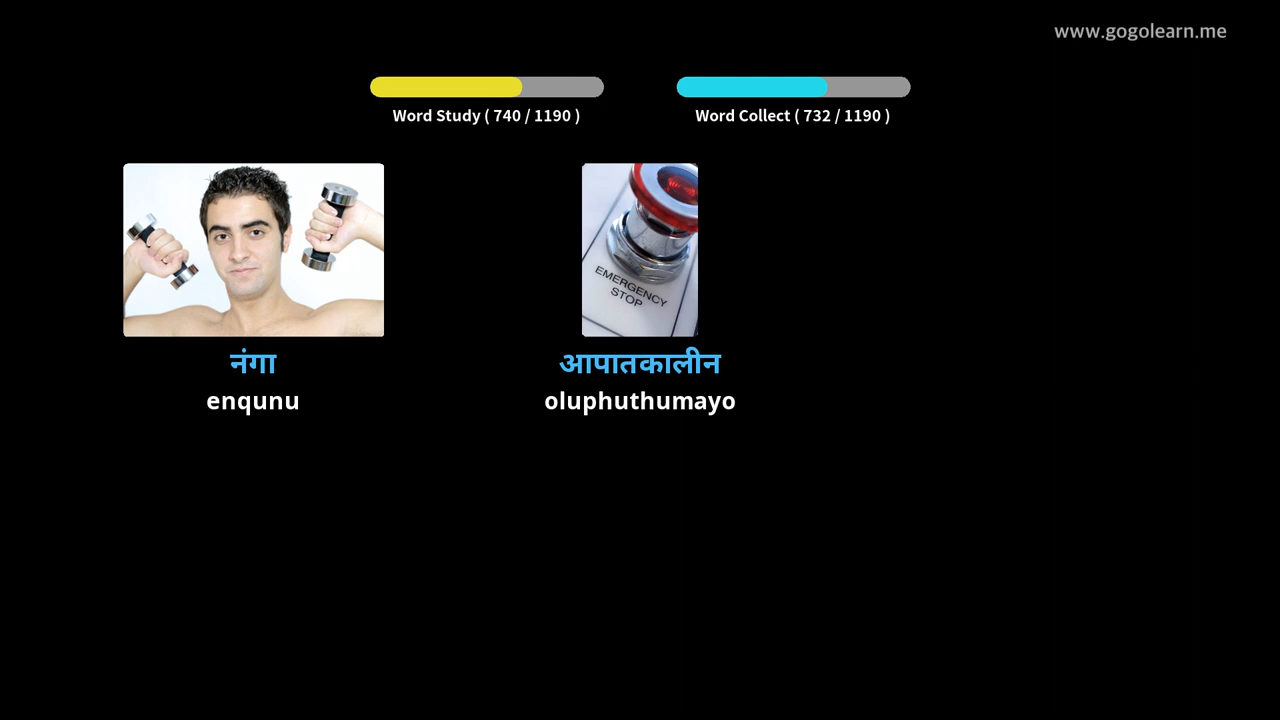 www.gogolearn.me
Word Study ( 740 / 1190 )
Word Collect ( 732 / 1190 )
EMERGENCY
STOP
नंगा
enqunu
आपातकालीन
oluphuthumayo